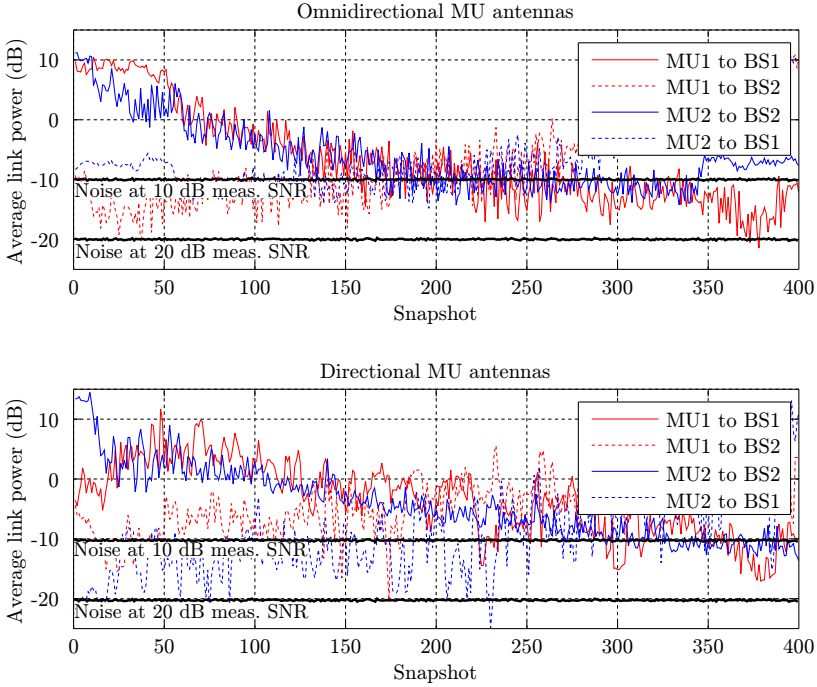 Omnidirectional MU antennas
Average link power (dB)
10
0
-10
-20
MU1 to BS1
MU1 to BS2
MU2 to BS2
MU2 to BS1
Noise at 10 dB meas. SNR
Noise at 20 dB meas. SNR
0 50 100 150 200 250 300 350 400
Snapshot
Directional MU antennas
Average link power (dB)
10
0
-10
-20
MU1 to BS1
MU1 to BS2
MU2 to BS2
MU2 to BS1
Noise at 10 dB meas. SNR
Noise at 20 dB meas. SNR
0 50 100 150 200 250 300 350 400
Snapshot